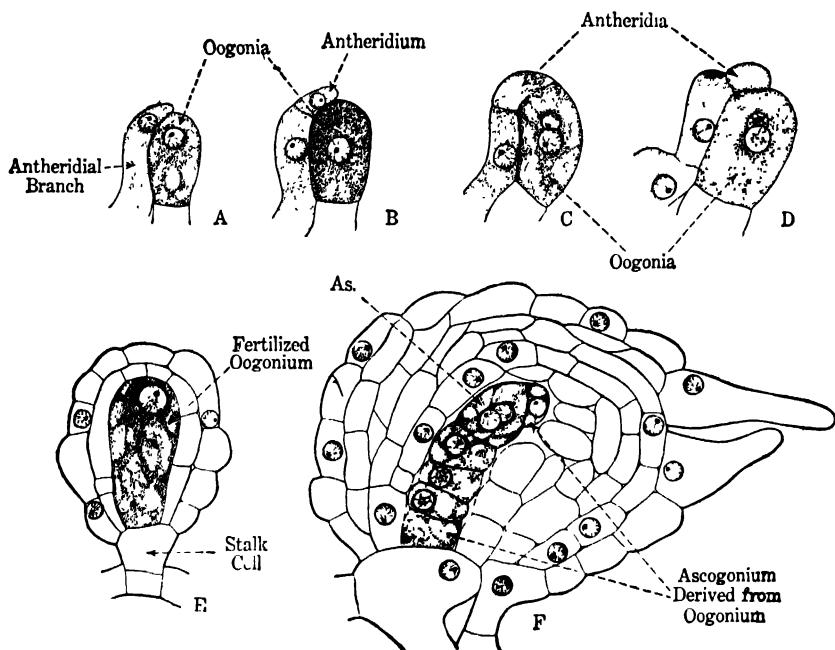 Oogonia
Antheridium
Antheridia
Antheridial
Branch
A
B
C
D
Oogonia
As.
Fertilized
Oogonium
Stalk
Cell
E
Ascogonium
Derived from
Oogonium
F